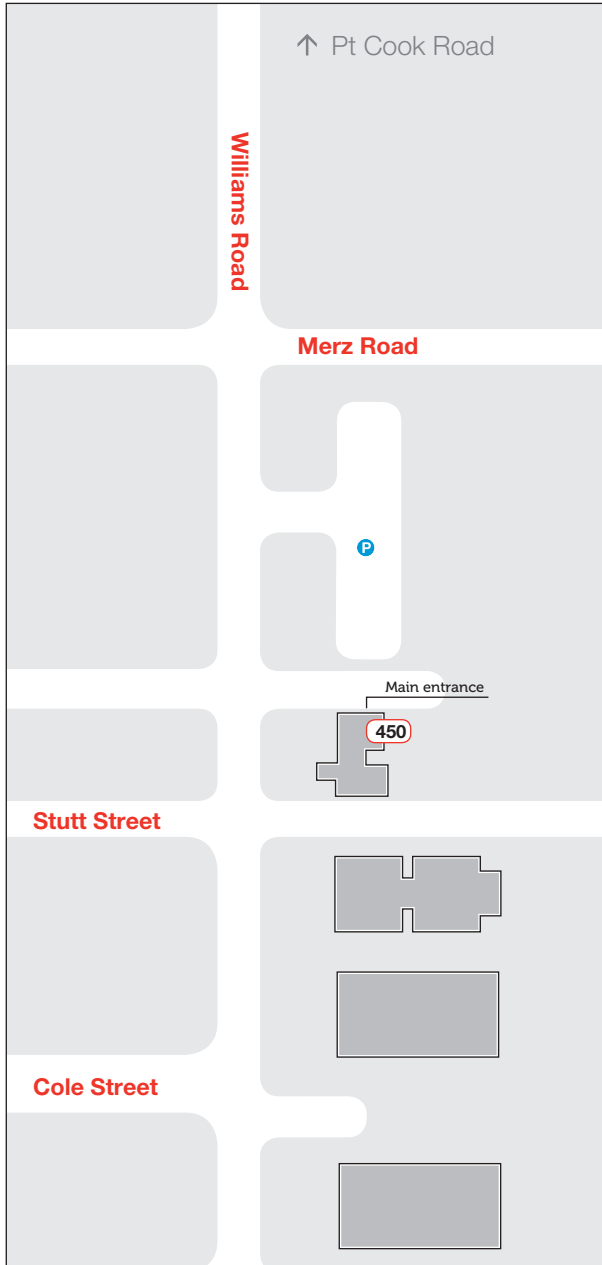 ↑ Pt Cook Road
Williams Road
Merz Road
P
Main entrance
450
Stutt Street
Cole Street